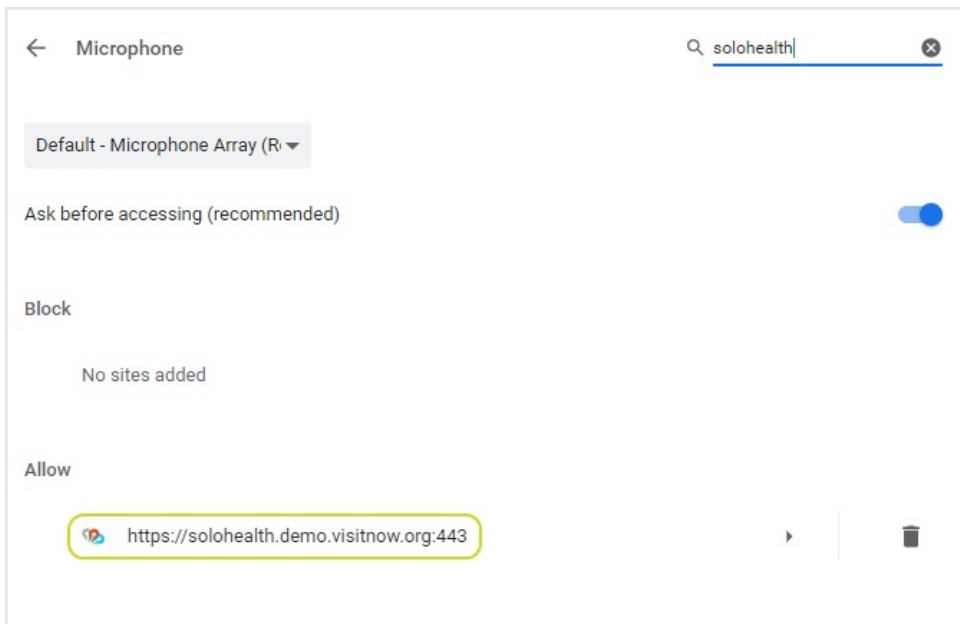 Microphone
solohealth
Default - Microphone Array (R
Ask before accessing (recommended)
Block
No sites added
Allow
https://solohealth.demo.visitnow.org:443